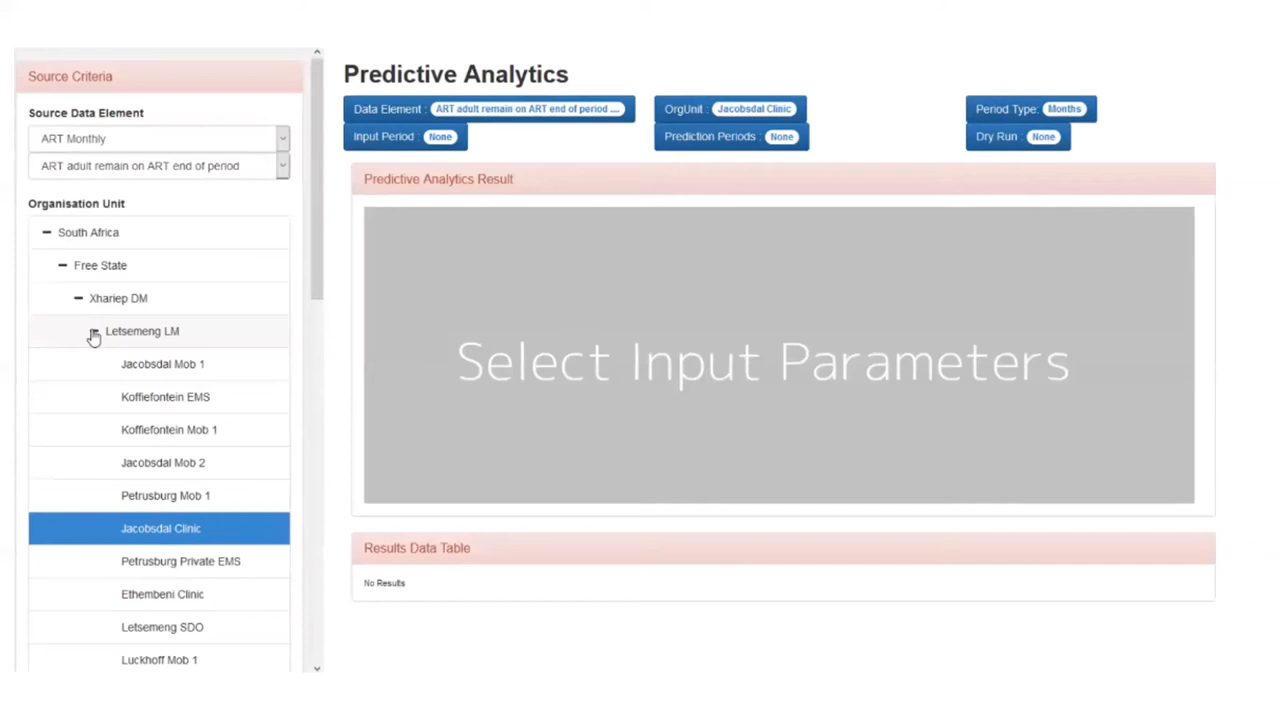 Source Criteria
Source Data Element
ART Monthly
ART adult remain on ART end of period
Organisation Unit
South Africa
Free State
Xhariep DM
Letsemeng LM
Jacobsdal Mob 1
Koffiefontein EMS
Koffiefontein Mob 1
Jacobsdal Mob 2
Petrusburg Mob 1
Jacobsdal Clinic
Petrusburg Private EMS
Ethembeni Clinic
Letsemeng SDO
Luckhoff Mob 1
Predictive Analytics
Data Element : ART adult remain on ART end of period ....
OrgUnit : Jacobsdal Clinic
Period Type: Months
Input Period : None
Prediction Periods : None
Dry Run : None
Predictive Analytics Result
Select Input Parameters
Results Data Table
No Results